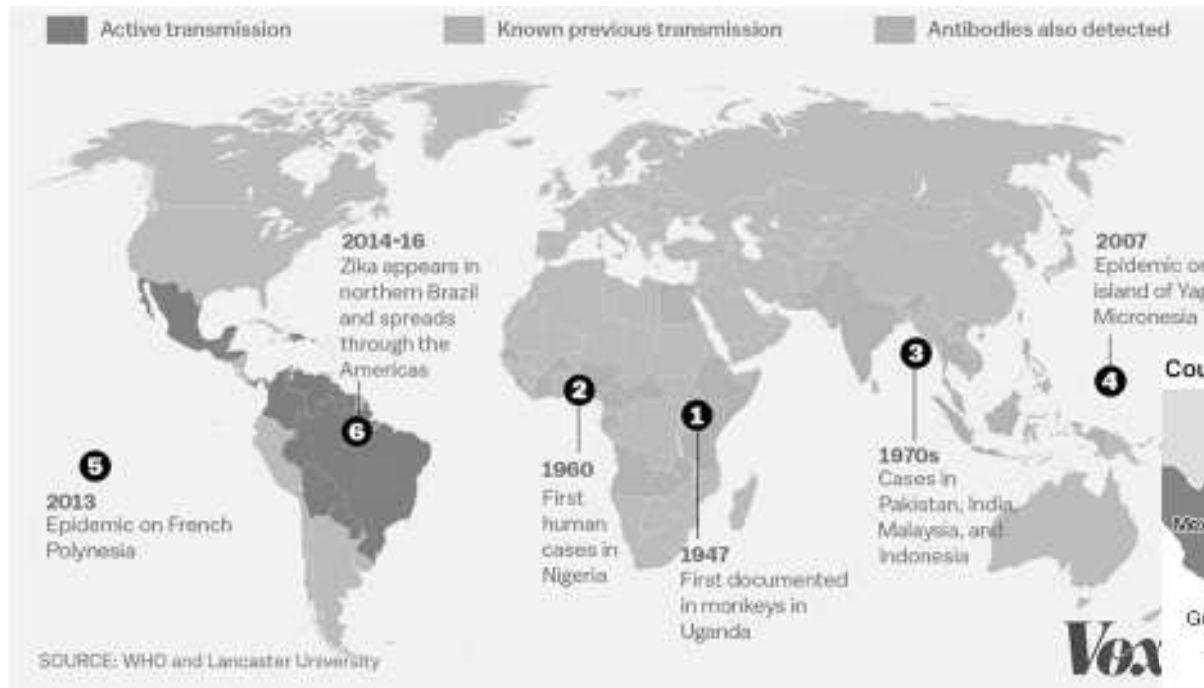 Active transmission
Known previous transmission
Antibodies also detected
2014-16
Zika appears in
northern Brazil
and spreads
through the
Americas
2007
Epidemic on
island of Yap
Micronesia
6
2
1
3
4
5
2013
Epidemic on French
Polynesia
1960
First
human
cases in
Nigeria
1947
First documented
in monkeys in
Uganda
1970s
Cases in
Pakistan, India,
Malaysia, and
Indonesia
Cou
SOURCE: WHO and Lancaster University
Vox